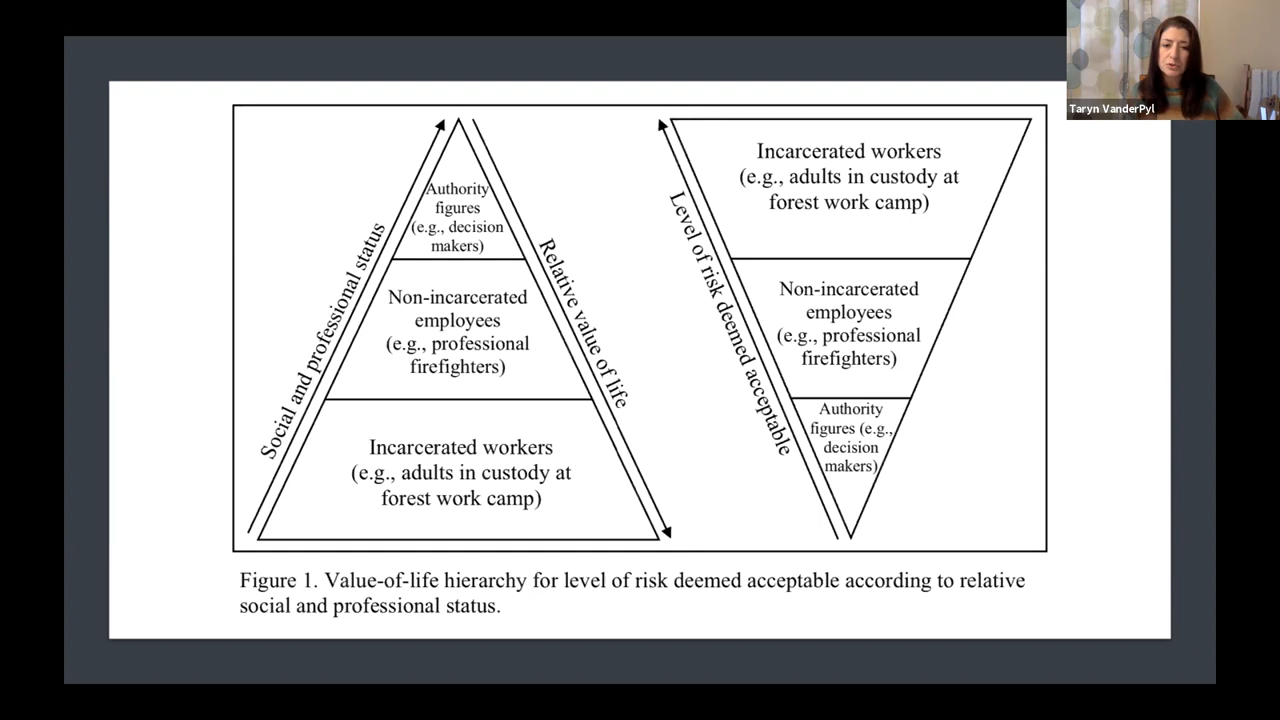 Taryn VanderPyl
Social and professional status
Authority
figures
(e.g., decision
makers)
Non-incarcerated
employees
(e.g., professional
firefighters)
Incarcerated workers
(e.g., adults in custody at
forest work camp)
Relative value of life
Level of risk deemed acceptable
Incarcerated workers
(e.g., adults in custody at
forest work camp)
Non-incarcerated
employees
(e.g., professional
firefighters)
Authority
figures (e.g.,
decision
makers)
Figure 1. Value-of-life hierarchy for level of risk deemed acceptable according to relative
social and professional status.